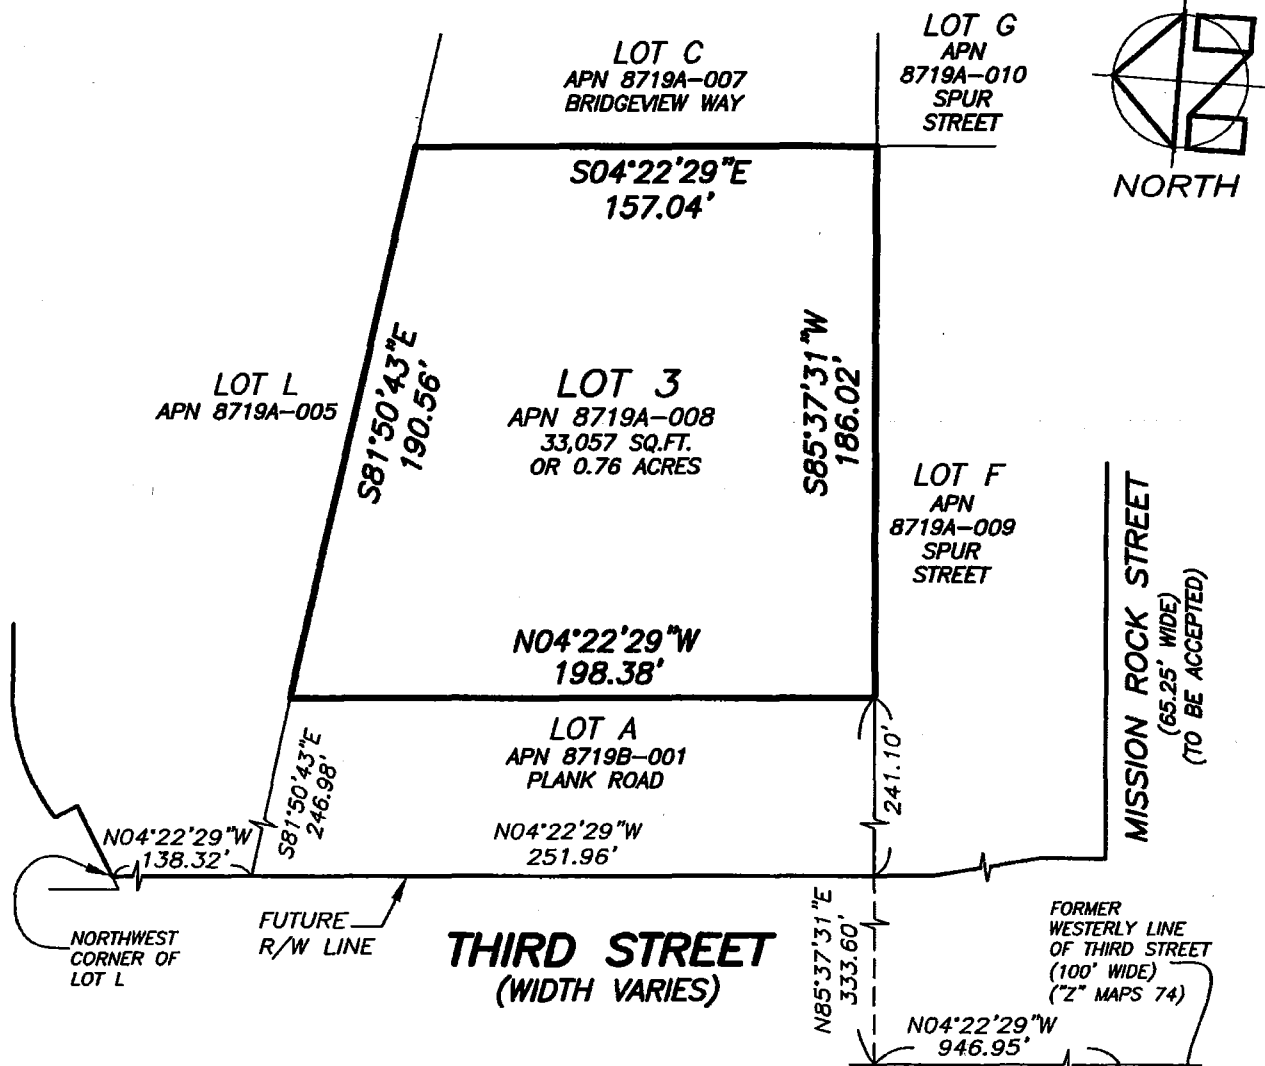 LOT C
APN 8719A-007
BRIDGEVIEW WAY
LOT G
APN
8719A-010
SPUR
STREET
NORTH
S04°22'29"E
157.04'
S81°50'43"E
190.56'
S85°37'31"W
186.02'
LOT L
APN 8719A-005
LOT 3
APN 8719A-008
33,057 SQ.FT.
OR 0.76 ACRES
LOT F
APN
8719A-009
SPUR
STREET
MISSION ROCK STREET
(65.25' WIDE)
(TO BE ACCEPTED)
N04°22'29"W
198.38'
LOT A
APN 8719B-001
PLANK ROAD
S81°50'43"E
246.98'
241.10'
N04°22'29"W
138.32'
N04°22'29"W
251.96'
NORTHWEST
CORNER OF
LOT L
FUTURE
R/W LINE
THIRD STREET
(WIDTH VARIES)
N85°37'31"E
333.60'
FORMER
WESTERLY LINE
OF THIRD STREET
(100' WIDE)
("Z" MAPS 74)
N04°22'29"W
946.95'